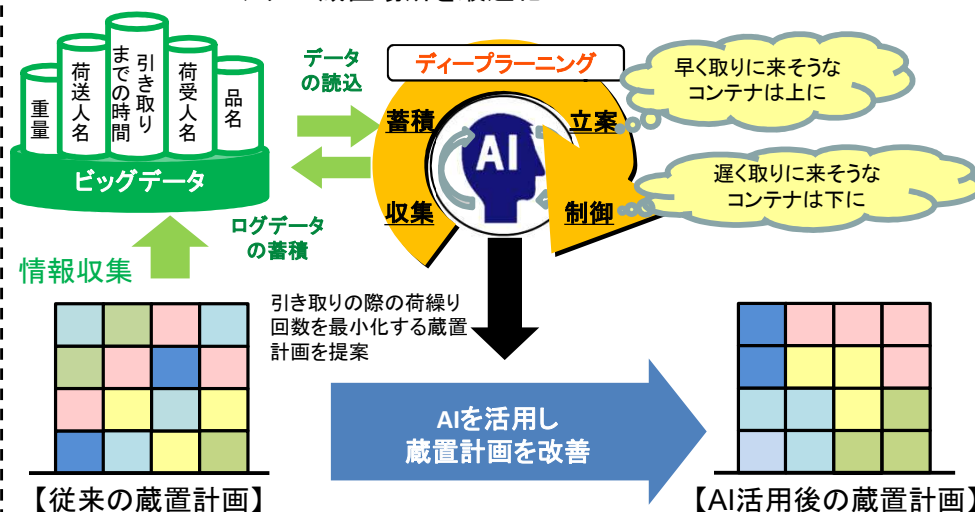 重量
荷送人名
引き取り
までの時間
荷受人名
品名
ビッグデータ
データ
の読込
ディープラーニング
蓄積
立案
AI
収集
制御
早く取りに来そうな
コンテナは上に
遅く取りに来そうな
コンテナは下に
ログデータ
の蓄積
情報収集
引き取りの際の荷繰り
回数を最小化する蔵置
計画を提案
AIを活用し
蔵置計画を改善
【従来の蔵置計画】
【AI活用後の蔵置計画】